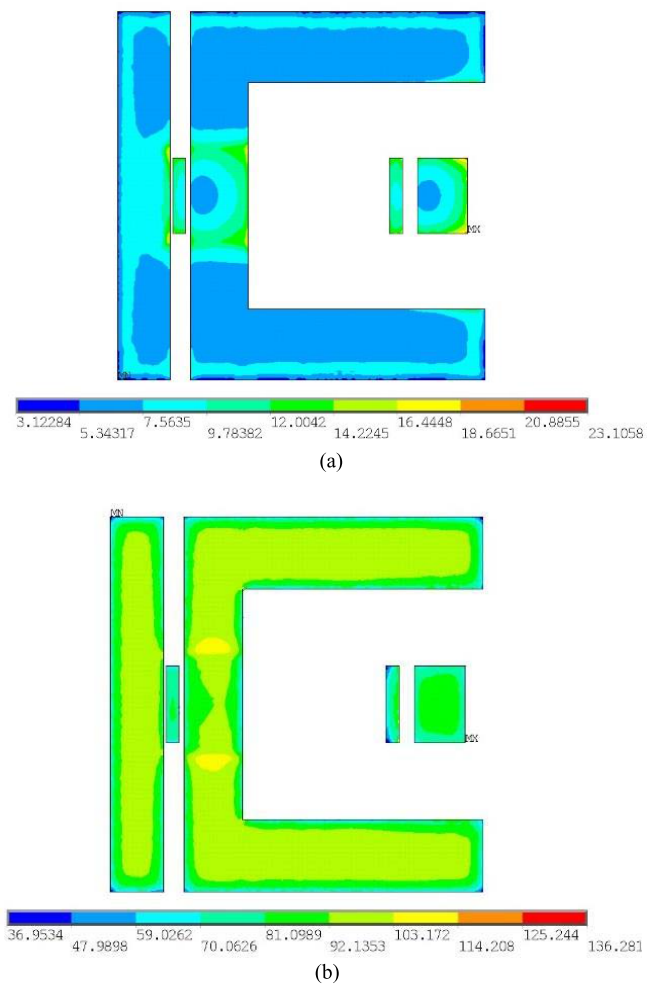 MX
MN
3.12284 7.5635 12.0042 16.4448 20.8855
5.34317 9.78382 14.2245 18.6651 23.1058
(a)
MN
MX
36.9534 59.0262 81.0989 103.172 125.244
47.9898 70.0626 92.1353 114.208 136.281
(b)